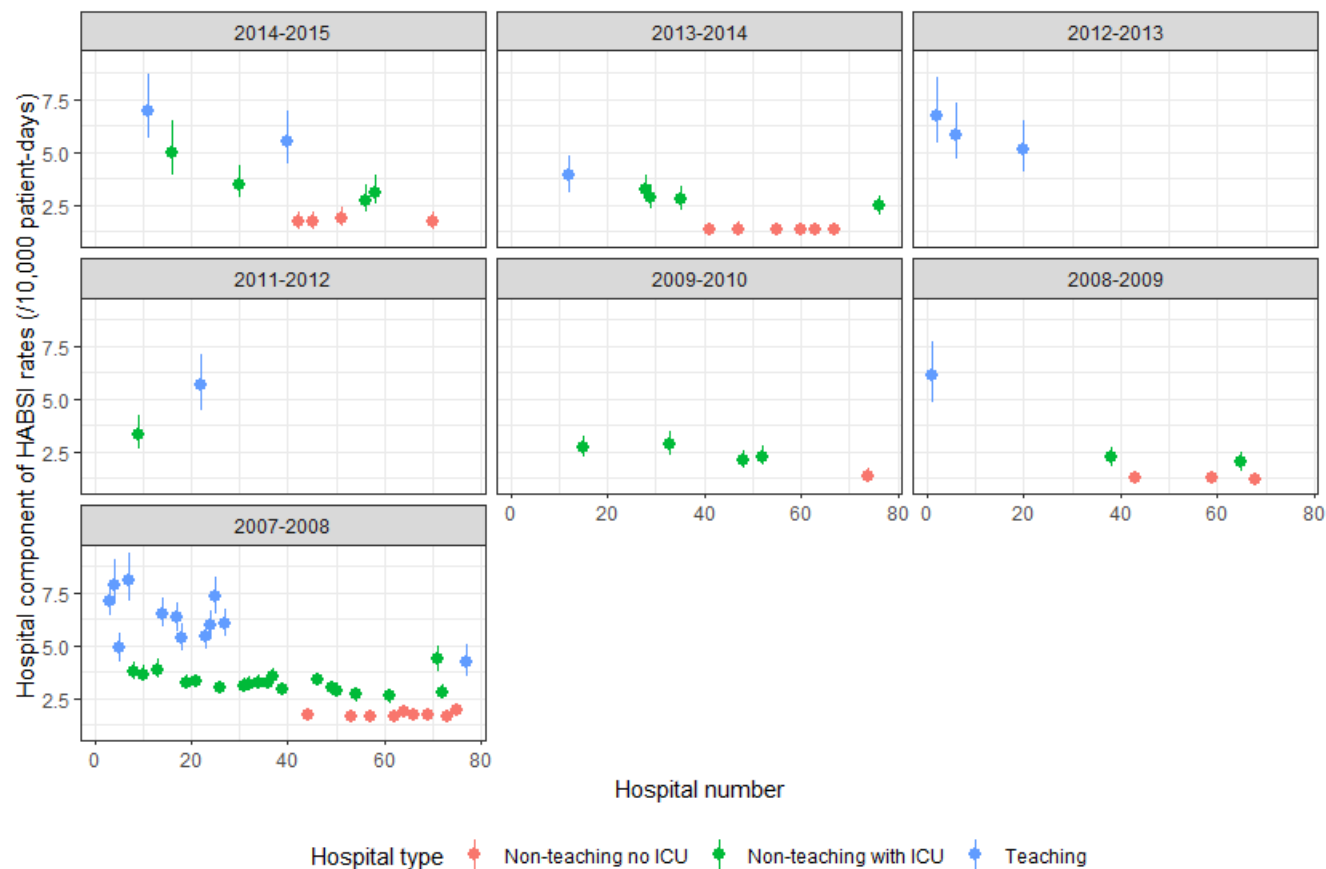 2014-2015
2013-2014
2012-2013
Hospital component of HABSI rates (/10,000 patient-days)
7.5
5.0
2.5
2011-2012
2009-2010
2008-2009
7.5
5.0
2.5
0 20 40 60 80
0 20 40 60 80
2007-2008
7.5
5.0
2.5
0 20 40 60 80
Hospital number
Hospital type Non-teaching no ICU Non-teaching with ICU Teaching